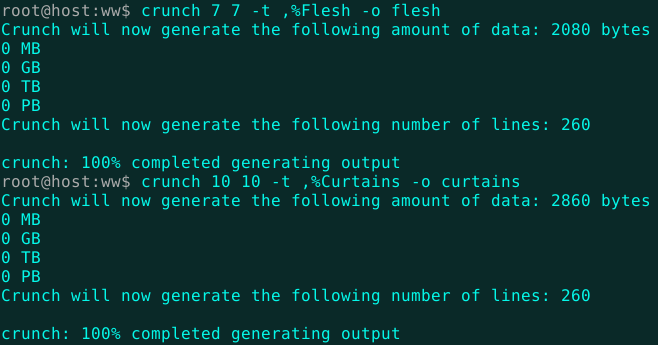 root@host:ww$ crunch 7 7 -t ,%Flesh -o flesh
Crunch will now generate the following amount of data: 2080 bytes
0 MB
0 GB
0 TB
0 PB
Crunch will now generate the following number of lines: 260
crunch: 100% completed generating output
root@host:ww$ crunch 10 10 -t ,%Curtains -o curtains
Crunch will now generate the following amount of data: 2860 bytes
0 MB
0 GB
0 TB
0 PB
Crunch will now generate the following number of lines: 260
crunch: 100% completed generating output